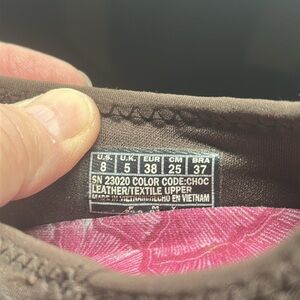 U.S. U.K. EUR CM BRA
8 5 38 25 37
SN 23020 COLOR CODE:CHOC
LEATHER/TEXTILE UPPER
MADE IN VIETNAM/HECHO EN VIETNAM